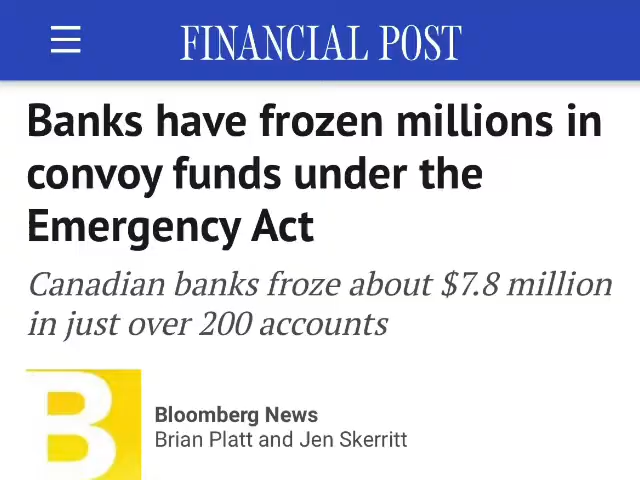 FINANCIAL POST
Banks have frozen millions in
convoy funds under the
Emergency Act
Canadian banks froze about $7.8 million
in just over 200 accounts
B
Bloomberg News
Brian Platt and Jen Skerritt